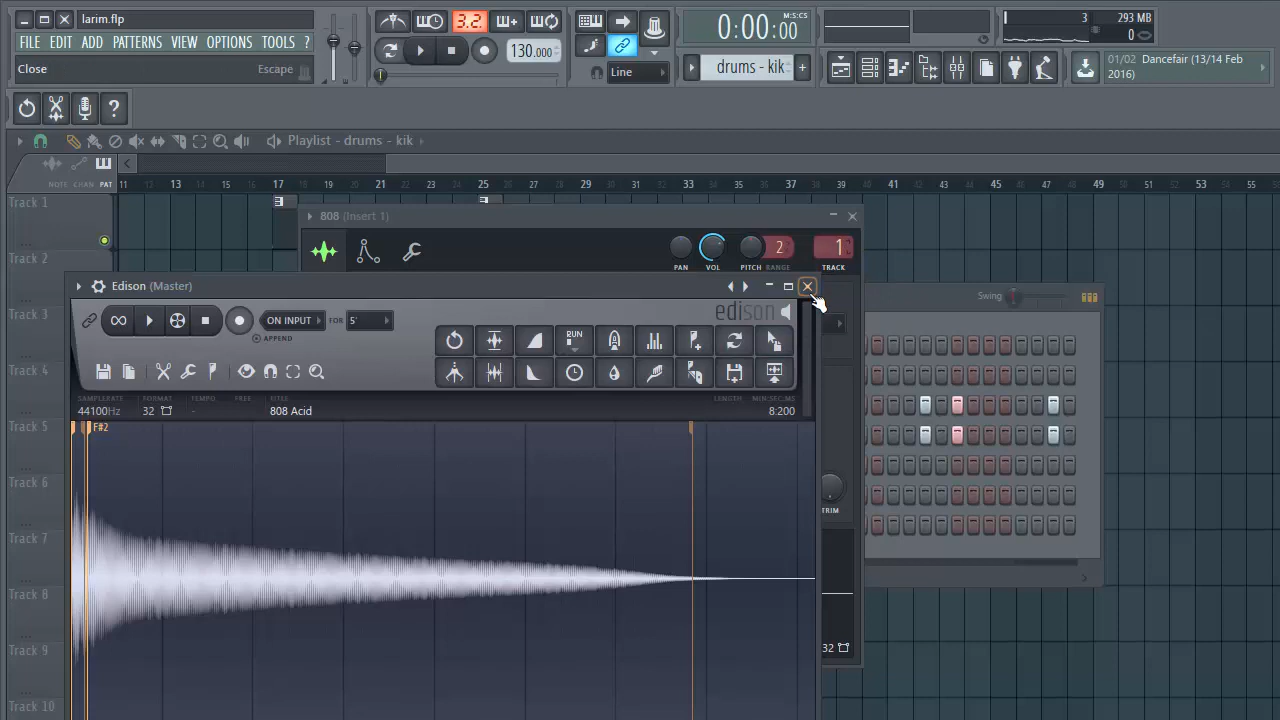 larim.flp
FILE EDIT ADD PATTERNS VIEW OPTIONS TOOLS ?
Close Escape
3.2
130.000
Line
0:00:00
M:S:CS
drums - kik
3
293 MB
0
01/02 Dancefair (13/14 Feb
2016)
Playlist - drums - kik
NOTE CHAN PAT
11 13 15 17 19 21 23 25 27 29 31 33 35 37 39 40 41 43 45 47 49 51 53 55
Track 1
Track 2
Track 3
Track 4
Track 5
Track 6
Track 7
Track 8
Track 9
Track 10
808 (Insert 1)
PAN VOL PITCH RANGE TRACK
2
1
Swing
TRIM
32
Edison (Master)
ON INPUT FOR 5'
APPEND
edison
RUN
SAMPLERATE FORMAT TEMPO FREE TITLE LENGTH MIN:SEC:MS
44100Hz 32 - 808 Acid 8:200
F#2